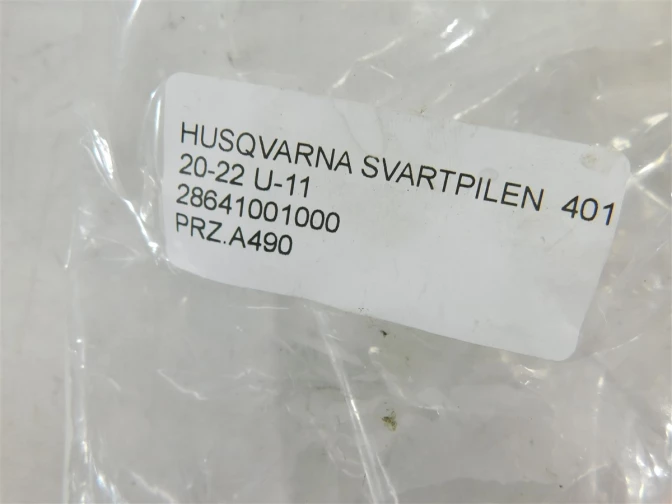 HUSQVARNA SVARTPILEN 401
20-22 U-11
28641001000
PRZ.A490